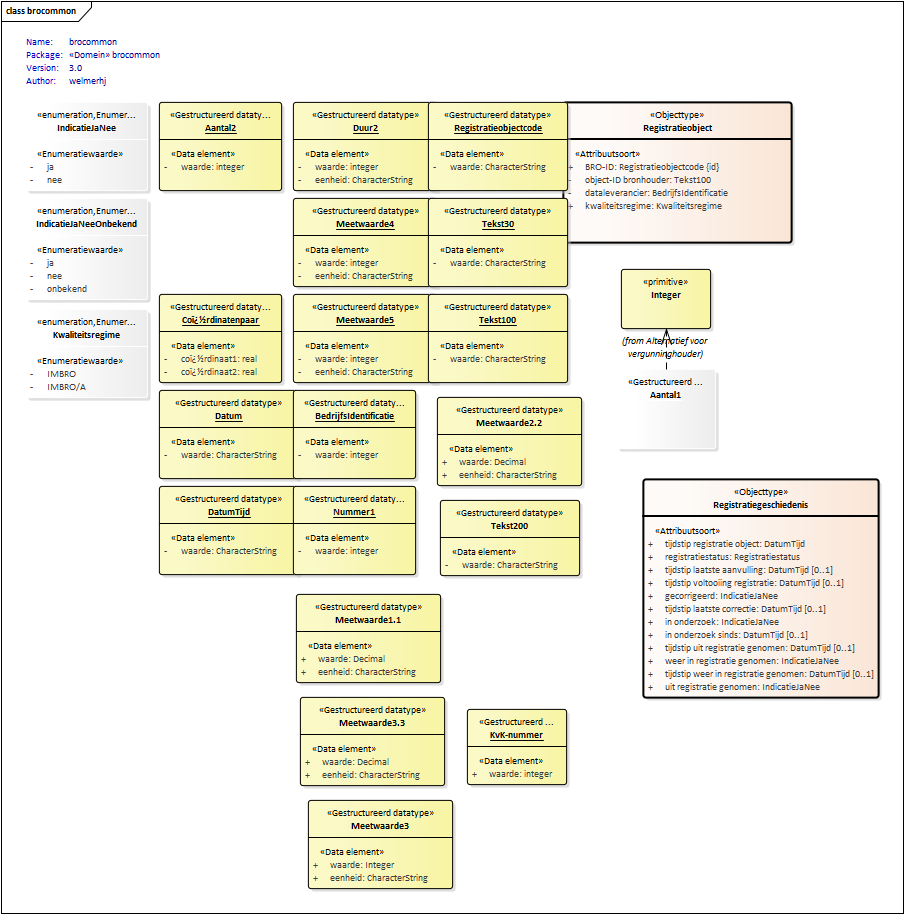 class brocommon
Name: brocommon
Package: «Domein» brocommon
Version: 3.0
Author: welmerhj
«enumeration,Enumer...
IndicatieJaNee
«Enumeratiewaarde»
- ja
- nee
«enumeration,Enumer...
IndicatieJaNeeOnbekend
«Enumeratiewaarde»
- ja
- nee
- onbekend
«enumeration,Enumer...
Kwaliteitsregime
«Enumeratiewaarde»
- IMBRO
- IMBRO/A
«Gestructureerd dataty...
Aantal2
«Data element»
- waarde: integer
«Gestructureerd datatype»
Duur2
«Data element»
- waarde: integer
- eenheid: CharacterString
«Gestructureerd datatype»
Registratieobjectcode
«Data element»
- waarde: CharacterString
«Objecttype»
Registratieobject
«Attribuutsoort»
+ BRO-ID: Registratieobjectcode {id}
- object-ID bronhouder: Tekst100
- dataleverancier: BedrijfsIdentificatie
+ kwaliteitsregime: Kwaliteitsregime
«Gestructureerd datatype»
Meetwaarde4
«Data element»
- waarde: integer
- eenheid: CharacterString
«Gestructureerd datatype»
Tekst30
«Data element»
- waarde: CharacterString
«primitive»
Integer
(from Alternatief voor
vergunninghouder)
«Gestructureerd ...
Aantal1
«Gestructureerd dataty...
Coï¿½rdinatenpaar
«Data element»
- coï¿½rdinaat1: real
- coï¿½rdinaat2: real
«Gestructureerd datatype»
Meetwaarde5
«Data element»
- waarde: integer
- eenheid: CharacterString
«Gestructureerd datatype»
Tekst100
«Data element»
- waarde: CharacterString
«Gestructureerd datatype»
Datum
«Data element»
- waarde: CharacterString
«Gestructureerd dataty...
BedrijfsIdentificatie
«Data element»
- waarde: integer
«Gestructureerd datatype»
Meetwaarde2.2
«Data element»
+ waarde: Decimal
+ eenheid: CharacterString
«Gestructureerd datatype»
DatumTijd
«Data element»
- waarde: CharacterString
«Gestructureerd dataty...
Nummer1
«Data element»
- waarde: integer
«Gestructureerd datatype»
Tekst200
«Data element»
- waarde: CharacterString
«Objecttype»
Registratiegeschiedenis
«Attribuutsoort»
+ tijdstip registratie object: DatumTijd
+ registratiestatus: Registratiestatus
+ tijdstip laatste aanvulling: DatumTijd [0..1]
+ tijdstip voltooiing registratie: DatumTijd [0..1]
+ gecorrigeerd: IndicatieJaNee
+ tijdstip laatste correctie: DatumTijd [0..1]
+ in onderzoek: IndicatieJaNee
+ in onderzoek sinds: DatumTijd [0..1]
+ tijdstip uit registratie genomen: DatumTijd [0..1]
+ weer in registratie genomen: IndicatieJaNee
+ tijdstip weer in registratie genomen: DatumTijd [0..1]
+ uit registratie genomen: IndicatieJaNee
«Gestructureerd datatype»
Meetwaarde1.1
«Data element»
+ waarde: Decimal
+ eenheid: CharacterString
«Gestructureerd datatype»
Meetwaarde3.3
«Data element»
+ waarde: Decimal
+ eenheid: CharacterString
«Gestructureerd ...
KvK-nummer
«Data element»
+ waarde: integer
«Gestructureerd datatype»
Meetwaarde3
«Data element»
+ waarde: Integer
+ eenheid: CharacterString